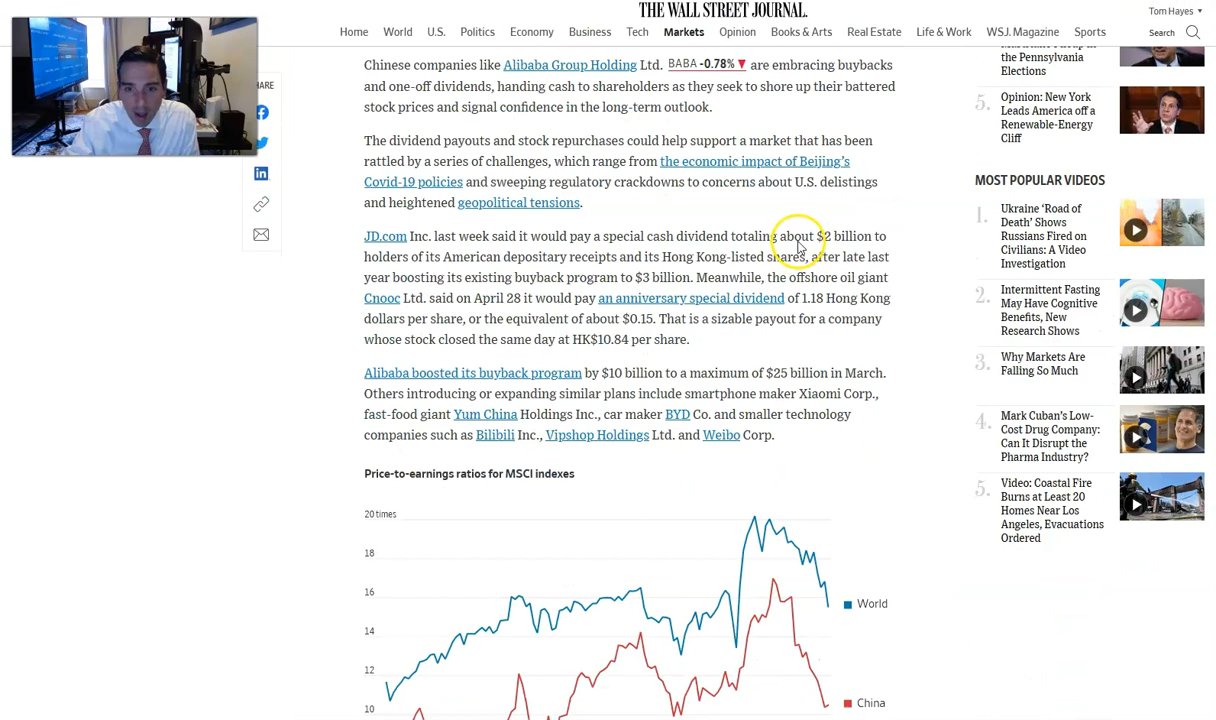 THE WALL STREET JOURNAL.
Tom Hayes
Home World U.S. Politics Economy Business Tech Markets Opinion Books & Arts Real Estate Life & Work WSJ. Magazine Sports
Search
SHARE
Chinese companies like Alibaba Group Holding Ltd. BABA -0.78% are embracing buybacks
and one-off dividends, handing cash to shareholders as they seek to shore up their battered
stock prices and signal confidence in the long-term outlook.
The dividend payouts and stock repurchases could help support a market that has been
rattled by a series of challenges, which range from the economic impact of Beijing's
Covid-19 policies and sweeping regulatory crackdowns to concerns about U.S. delistings
and heightened geopolitical tensions.
JD.com Inc. last week said it would pay a special cash dividend totaling about $2 billion to
holders of its American depositary receipts and its Hong Kong-listed shares, after late last
year boosting its existing buyback program to $3 billion. Meanwhile, the offshore oil giant
Cnooc Ltd. said on April 28 it would pay an anniversary special dividend of 1.18 Hong Kong
dollars per share, or the equivalent of about $0.15. That is a sizable payout for a company
whose stock closed the same day at HK$10.84 per share.
Alibaba boosted its buyback program by $10 billion to a maximum of $25 billion in March.
Others introducing or expanding similar plans include smartphone maker Xiaomi Corp.,
fast-food giant Yum China Holdings Inc., car maker BYD Co. and smaller technology
companies such as Bilibili Inc., Vipshop Holdings Ltd. and Weibo Corp.
Price-to-earnings ratios for MSCI indexes
20 times
18
16
14
12
10
World
China
the Pennsylvania
Elections
5. Opinion: New York
Leads America off a
Renewable-Energy
Cliff
MOST POPULAR VIDEOS
1. Ukraine 'Road of
Death' Shows
Russians Fired on
Civilians: A Video
Investigation
2. Intermittent Fasting
May Have Cognitive
Benefits, New
Research Shows
3. Why Markets Are
Falling So Much
4. Mark Cuban's Low-
Cost Drug Company:
Can It Disrupt the
Pharma Industry?
5. Video: Coastal Fire
Burns at Least 20
Homes Near Los
Angeles, Evacuations
Ordered